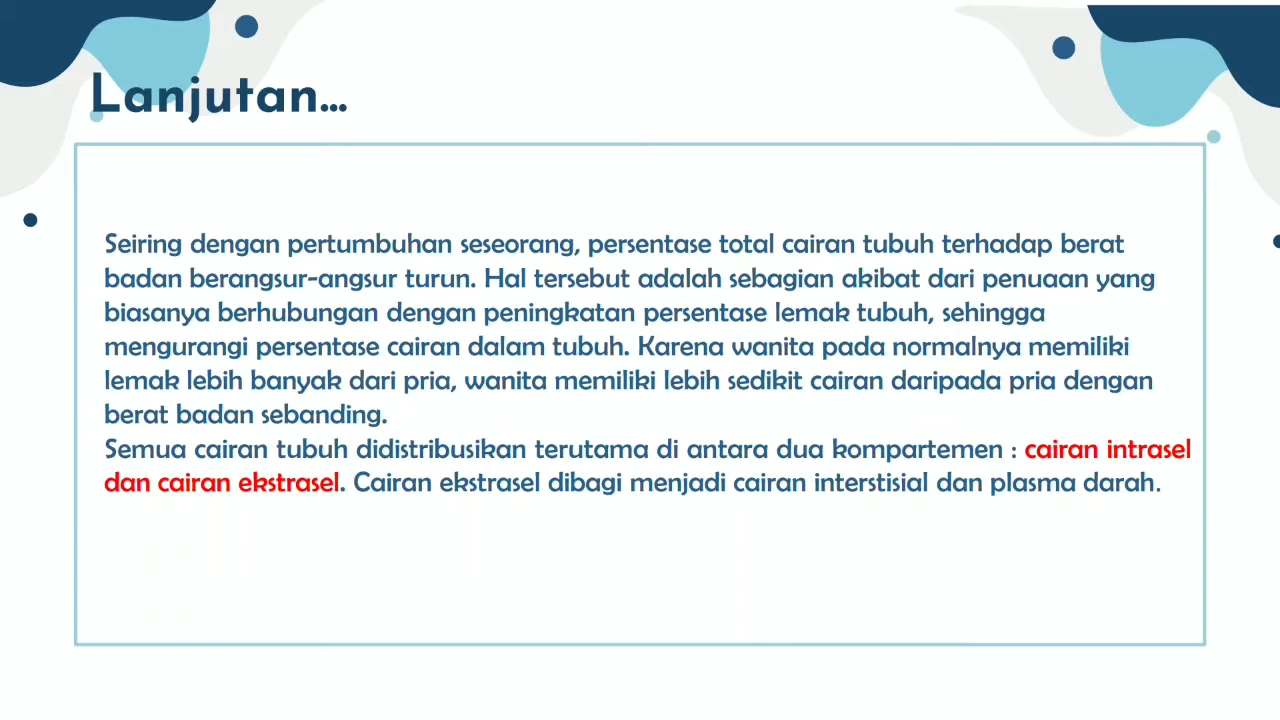 Lanjutan...
Seiring dengan pertumbuhan seseorang, persentase total cairan tubuh terhadap berat
badan berangsur-angsur turun. Hal tersebut adalah sebagian akibat dari penuaan yang
biasanya berhubungan dengan peningkatan persentase lemak tubuh, sehingga
mengurangi persentase cairan dalam tubuh. Karena wanita pada normalnya memiliki
lemak lebih banyak dari pria, wanita memiliki lebih sedikit cairan daripada pria dengan
berat badan sebanding.
Semua cairan tubuh didistribusikan terutama di antara dua kompartemen : cairan intrasel
dan cairan ekstrasel. Cairan ekstrasel dibagi menjadi cairan interstisial dan plasma darah.